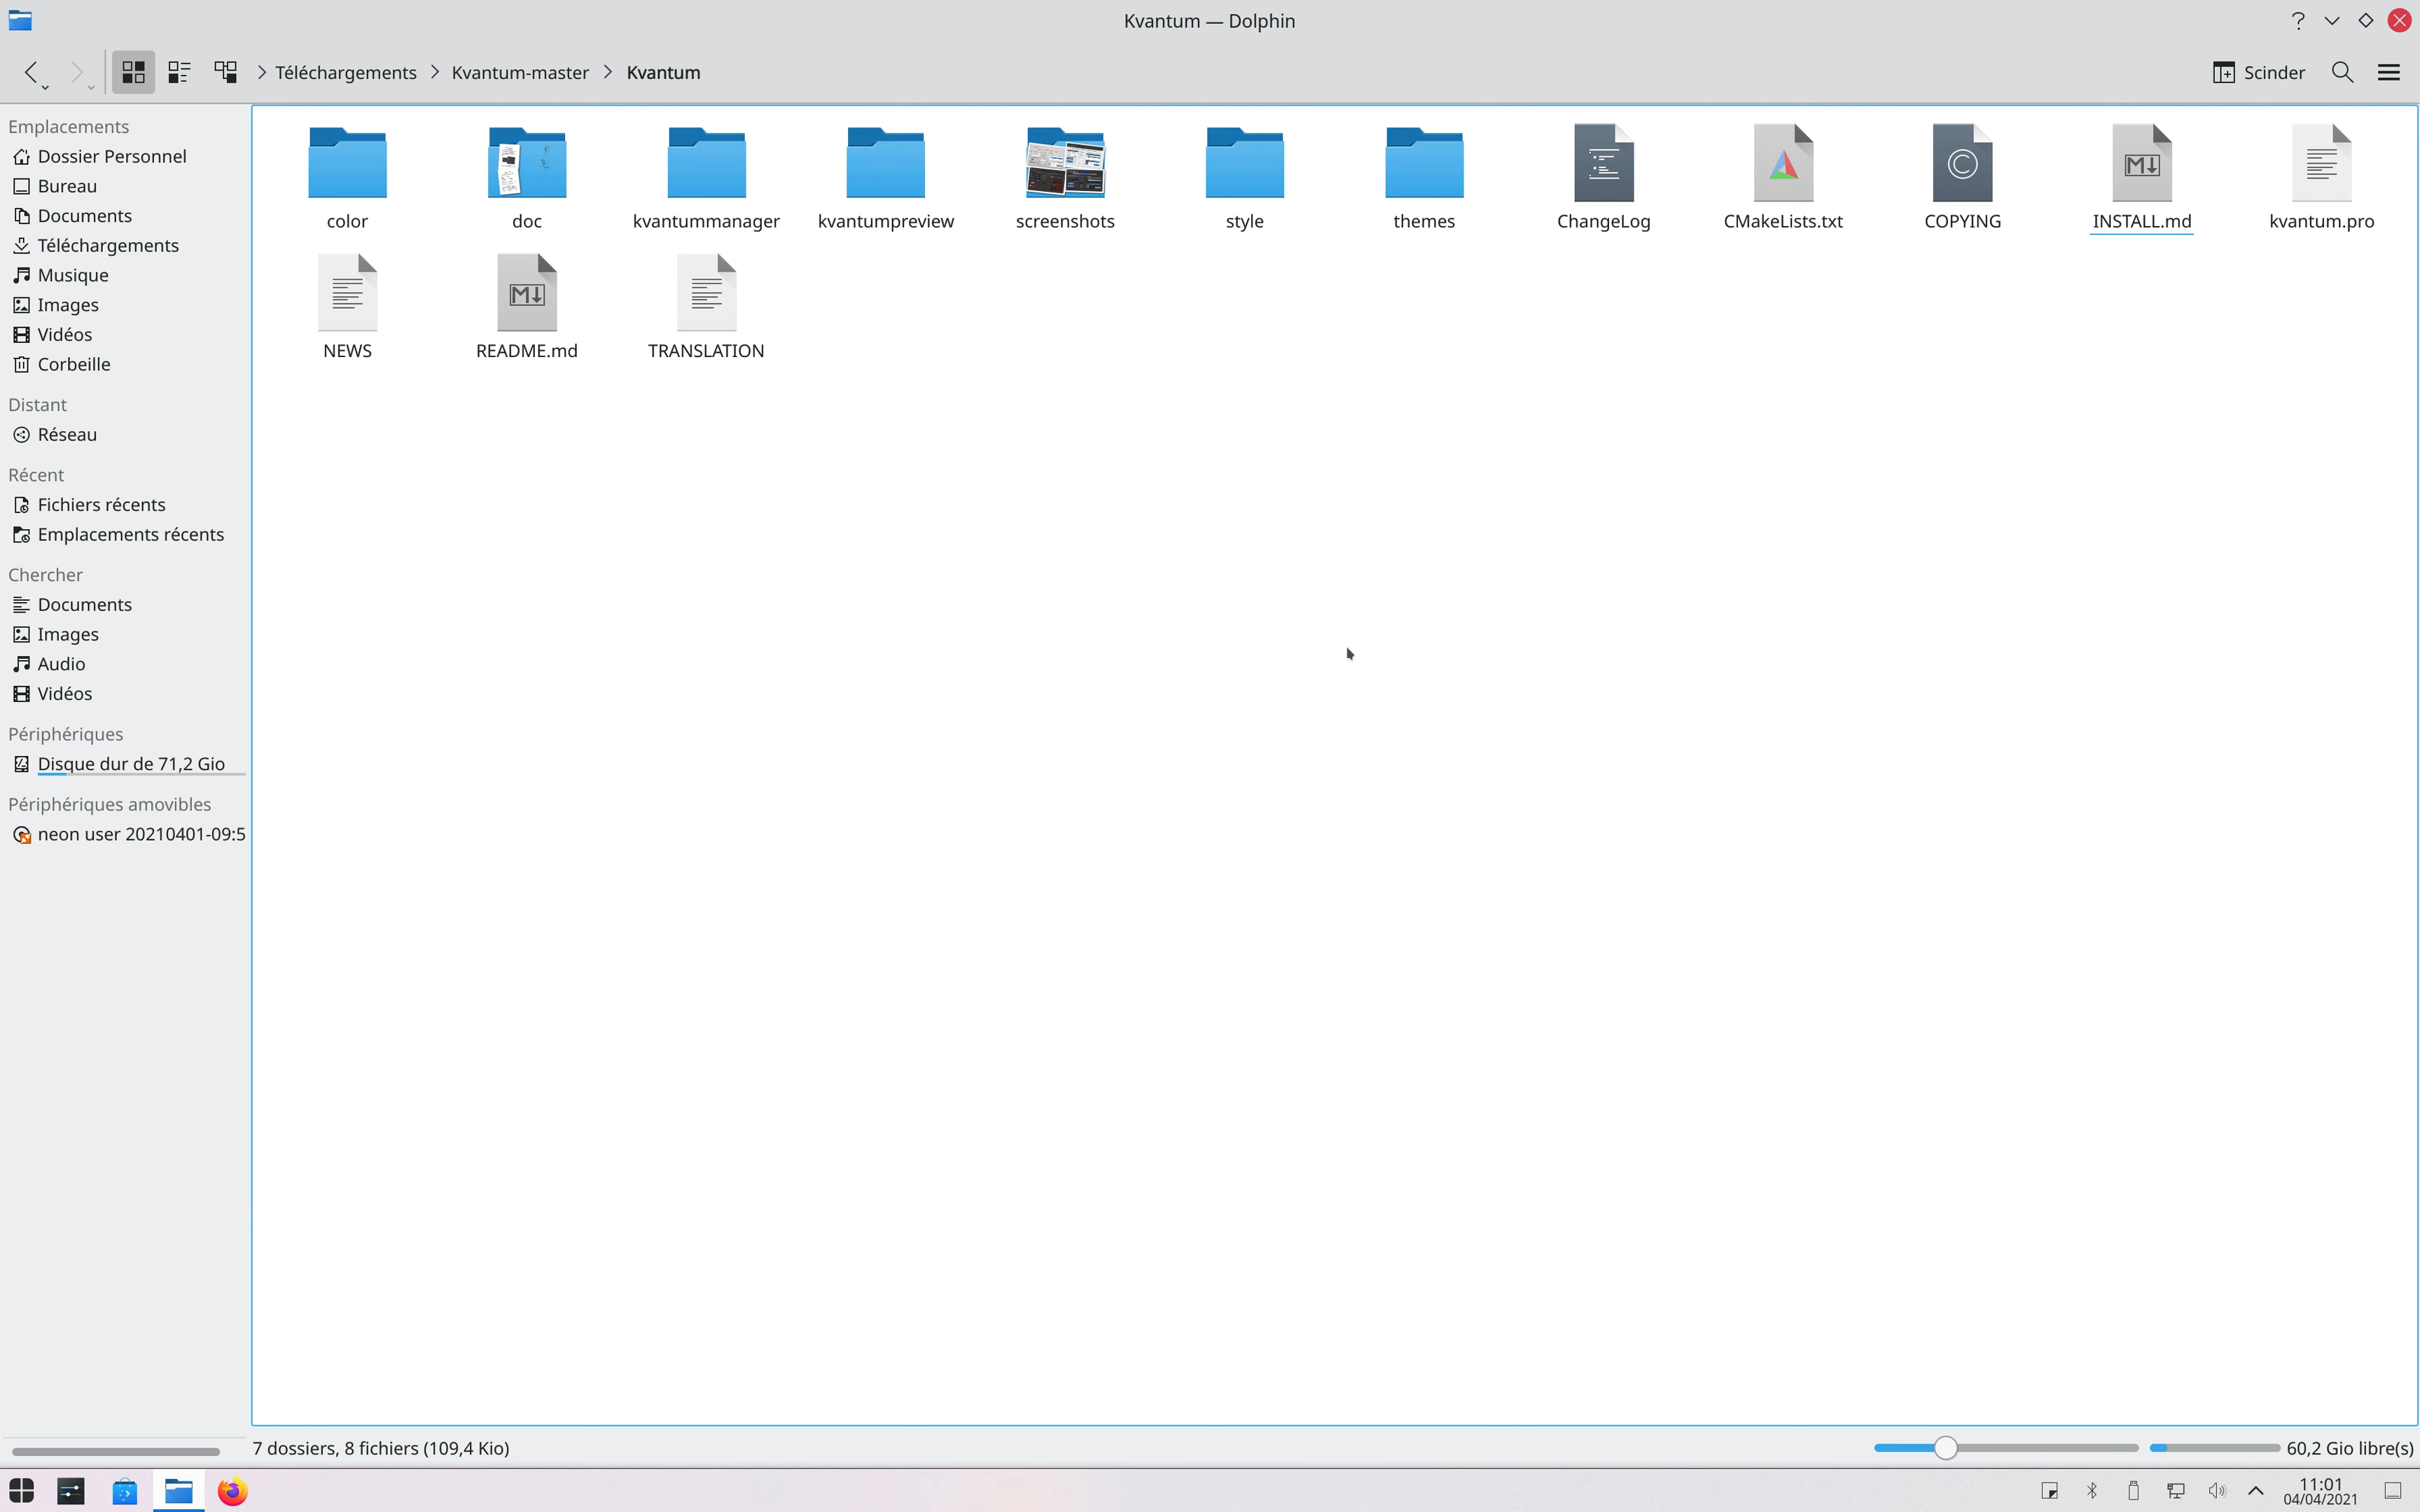 Kvantum — Dolphin
Téléchargements > Kvantum-master > Kvantum
Scinder
Emplacements
Dossier Personnel
Bureau
Documents
Téléchargements
Musique
Images
Vidéos
Corbeille
Distant
Réseau
Récent
Fichiers récents
Emplacements récents
Chercher
Documents
Images
Audio
Vidéos
Périphériques
Disque dur de 71,2 Gio
Périphériques amovibles
neon user 20210401-09:5
color doc kvantummanager kvantumpreview screenshots style themes ChangeLog CMakeLists.txt COPYING INSTALL.md kvantum.pro
NEWS README.md TRANSLATION
7 dossiers, 8 fichiers (109,4 Kio)
60,2 Gio libre(s)
11:01
04/04/2021